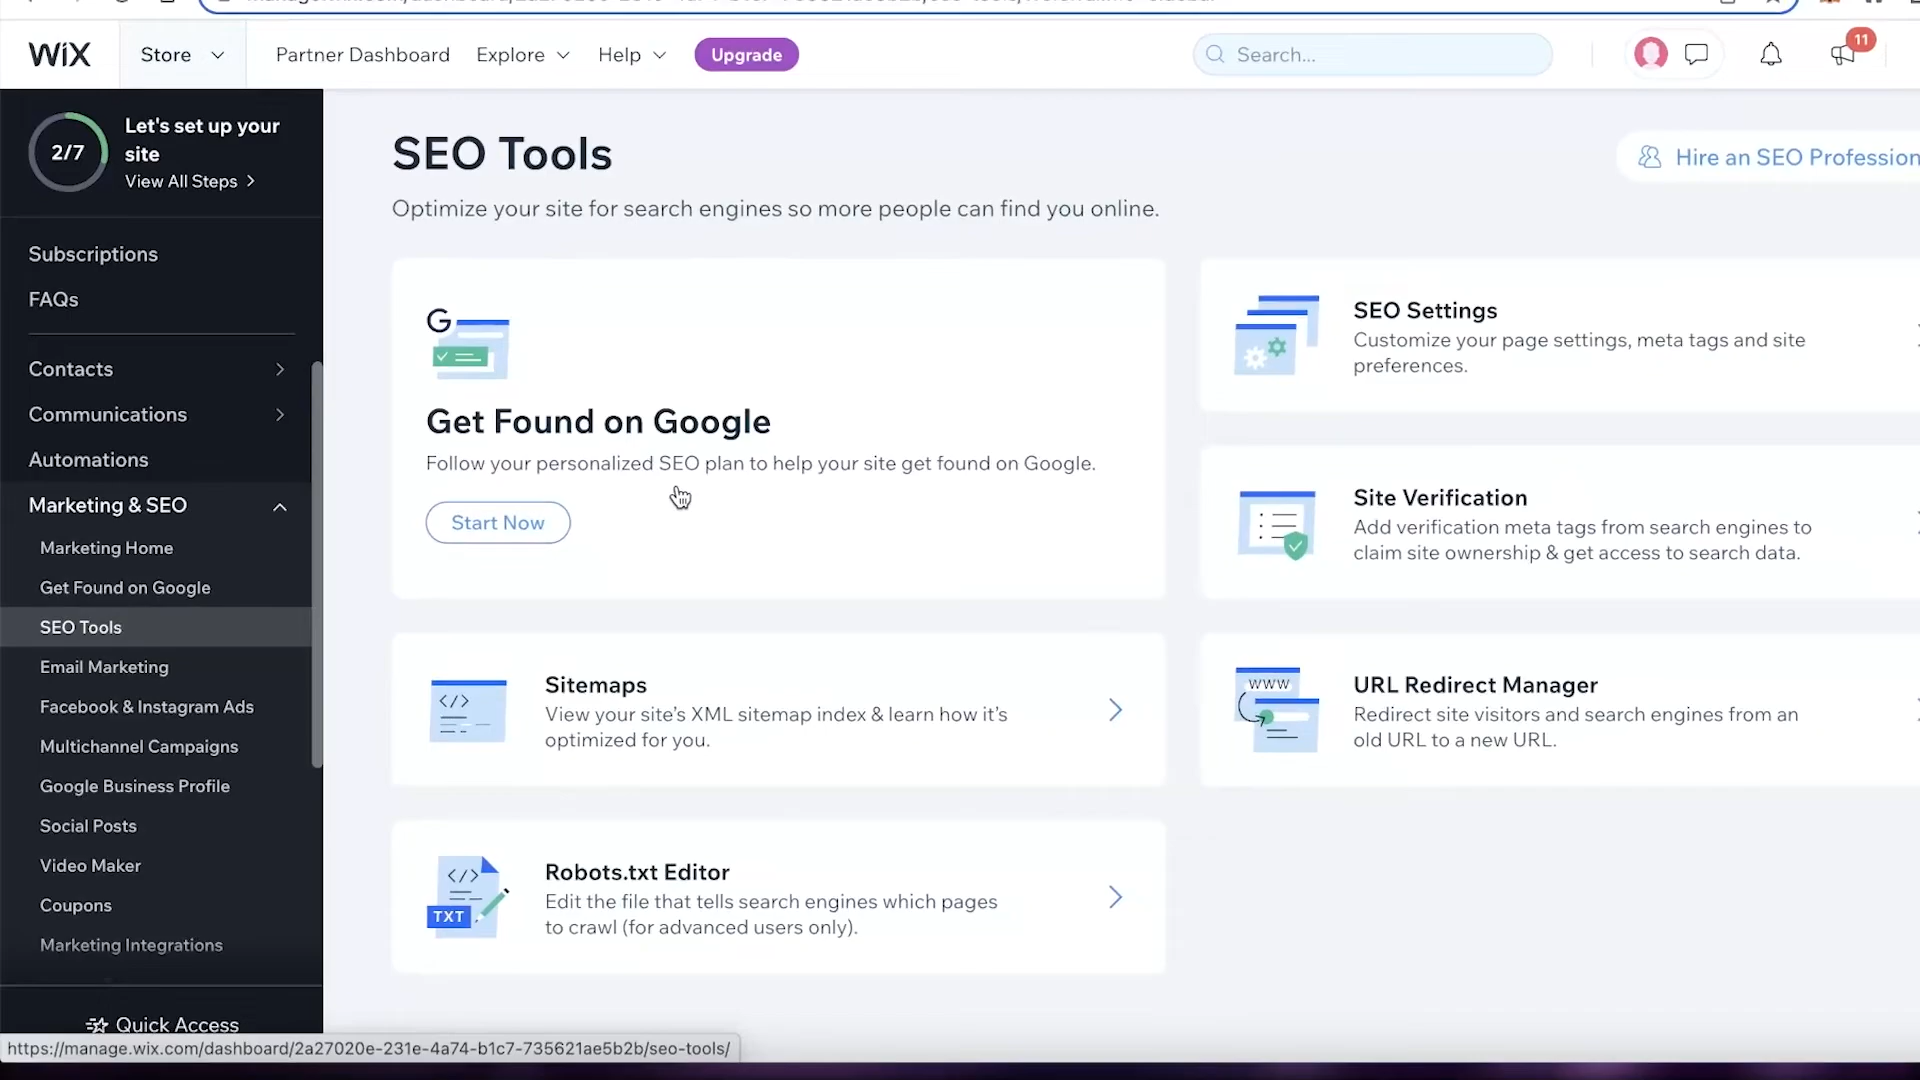 WiX
Store
Partner Dashboard
Explore
Help
Upgrade
Search...
11
2/7
Let's set up your
site
View All Steps
Subscriptions
FAQs
Contacts
Communications
Automations
Marketing & SEO
Marketing Home
Get Found on Google
SEO Tools
Email Marketing
Facebook & Instagram Ads
Multichannel Campaigns
Google Business Profile
Social Posts
Video Maker
Coupons
Marketing Integrations
Quick Access
SEO Tools
Optimize your site for search engines so more people can find you online.
Hire an SEO Profession
G
Get Found on Google
Follow your personalized SEO plan to help your site get found on Google.
Start Now
SEO Settings
Customize your page settings, meta tags and site
preferences.
Site Verification
Add verification meta tags from search engines to
claim site ownership & get access to search data.
</>
Sitemaps
View your site's XML sitemap index & learn how it's
optimized for you.
WWW
URL Redirect Manager
Redirect site visitors and search engines from an
old URL to a new URL.
</>
TXT
Robots.txt Editor
Edit the file that tells search engines which pages
to crawl (for advanced users only).
https://manage.wix.com/dashboard/2a27020e-231e-4a74-b1c7-735621ae5b2b/seo-tools/